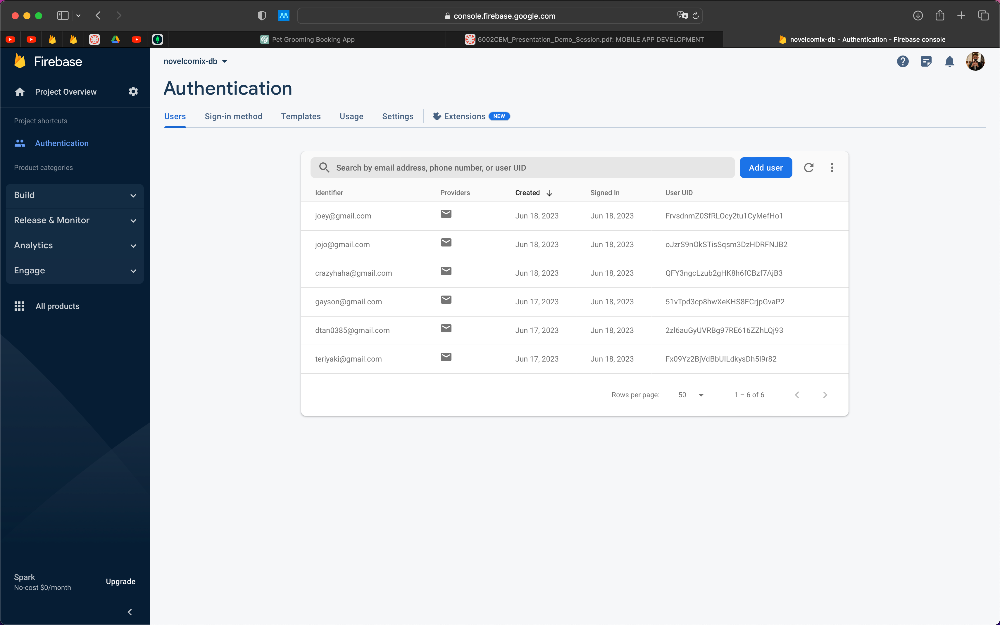 console.firebase.google.com
Pet Grooming Booking App
6002CEM_Presentation_Demo_Session.pdf: MOBILE APP DEVELOPMENT
novelcomix-db - Authentication - Firebase console
Firebase
novelcomix-db
Project Overview
Authentication
Users Sign-in method Templates Usage Settings Extensions NEW
Project shortcuts
Authentication
Product categories
Build
Release & Monitor
Analytics
Engage
All products
Search by email address, phone number, or user UID Add user
Identifier Providers Created Signed In User UID
joey@gmail.com Jun 18, 2023 Jun 18, 2023 FrvsdnmZ0SfRLOcy2tu1CyMefHo1
jojo@gmail.com Jun 18, 2023 Jun 18, 2023 oJzrS9nOkSTisSqsm3DzHDRFNJB2
crazyhaha@gmail.com Jun 18, 2023 Jun 18, 2023 QFY3ngcLzub2gHK8h6fCBzf7AjB3
gayson@gmail.com Jun 17, 2023 Jun 18, 2023 51vTpd3cp8hwXeKHS8ECrjpGvaP2
dtan0385@gmail.com Jun 17, 2023 Jun 18, 2023 2zl6auGyUVRBg97RE616ZZhLQj93
teriyaki@gmail.com Jun 17, 2023 Jun 18, 2023 Fx09Yz2BjVdBbUILdkysDh5I9r82
Rows per page: 50 1 – 6 of 6
Spark
No-cost $0/month
Upgrade